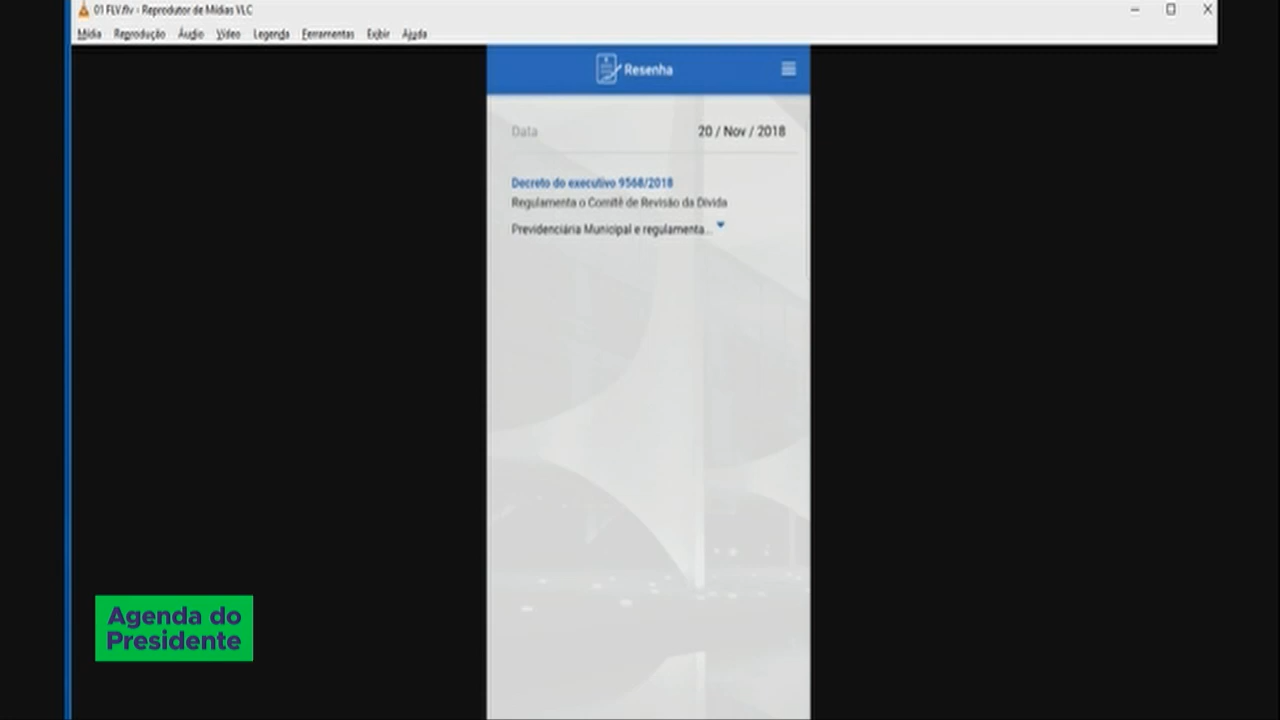 01 FLV.flv - Reprodutor de Mídias VLC
Mídia Reprodução Áudio Vídeo Legenda Ferramentas Exibir Ajuda
Resenha
Data 20 / Nov / 2018
Decreto do executivo 9568/2018
Regulamenta o Comitê de Revisão da Dívida
Previdenciária Municipal e regulamenta...
Agenda do
Presidente